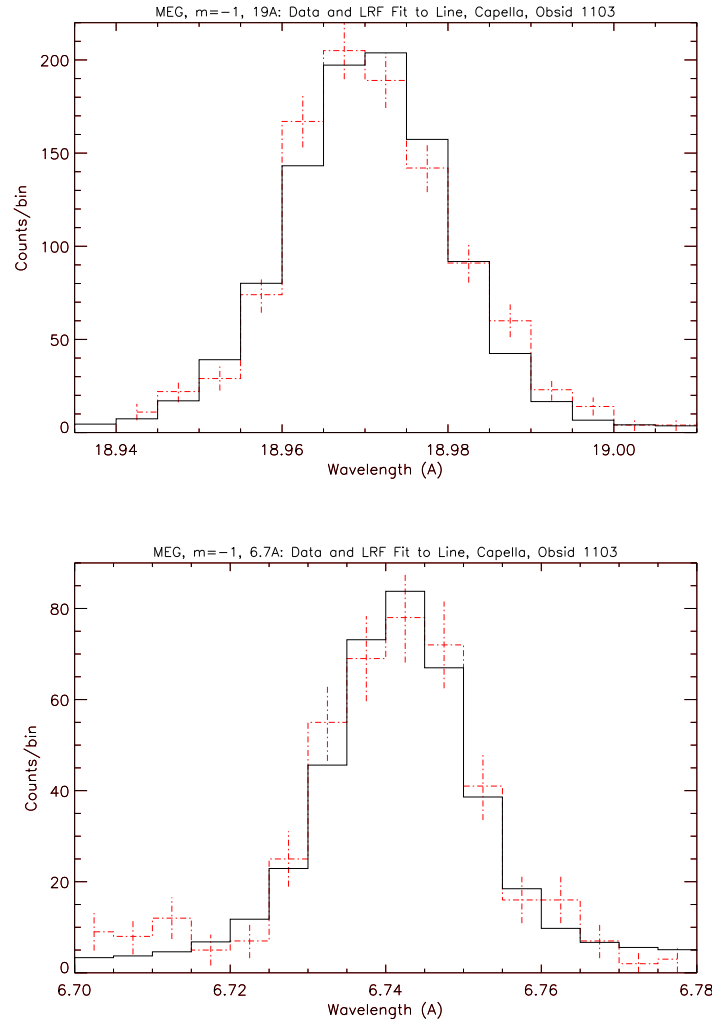 MEG, m=−1, 19A: Data and LRF Fit to Line, Capella, Obsid 1103
200
150
100
50
0
Counts/bin
18.94 18.96 18.98 19.00
Wavelength (A)
MEG, m=−1, 6.7A: Data and LRF Fit to Line, Capella, Obsid 1103
80
60
40
20
0
Counts/bin
6.70 6.72 6.74 6.76 6.78
Wavelength (A)